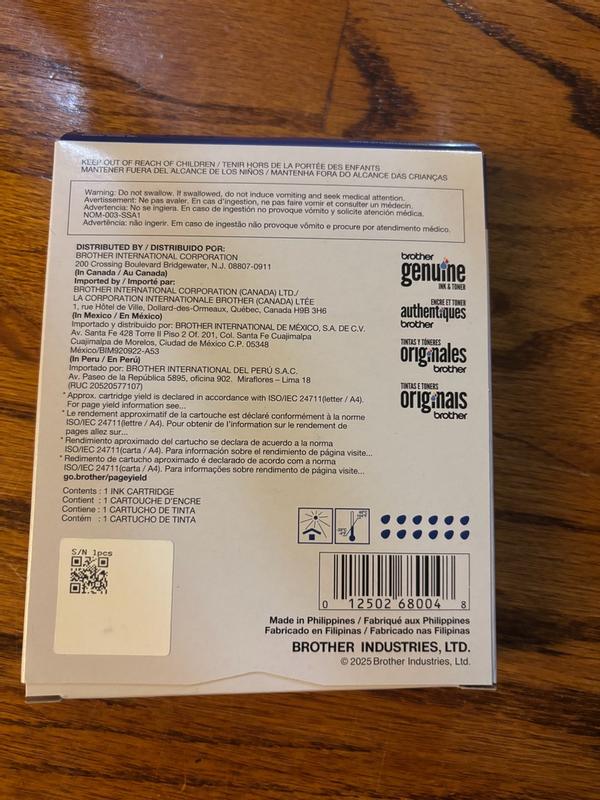 KEEP OUT OF REACH OF CHILDREN / TENIR HORS DE LA PORTÉE DES ENFANTS
MANTENER FUERA DEL ALCANCE DE LOS NIÑOS / MANTENHA FORA DO ALCANCE DAS CRIANÇAS
Warning: Do not swallow. If swallowed, do not induce vomiting and seek medical attention.
Avertissement: Ne pas avaler. En cas d'ingestion, ne pas faire vomir et consulter un médecin.
Advertencia: No se ingiera. En caso de ingestión no provoque vómito y solicite atención médica.
NOM-003-SSA1
Advertência: não ingerir. Em caso de ingestão não provoque vômito e procure por atendimento médico.
DISTRIBUTED BY / DISTRIBUIDO POR:
BROTHER INTERNATIONAL CORPORATION
200 Crossing Boulevard Bridgewater, N.J. 08807-0911
(In Canada / Au Canada)
Imported by / Importé par:
BROTHER INTERNATIONAL CORPORATION (CANADA) LTD./
LA CORPORATION INTERNATIONALE BROTHER (CANADA) LTÉE
1, rue Hôtel de Ville, Dollard-des-Ormeaux, Québec, Canada H9B 3H6
(In Mexico / En México)
Importado y distribuido por: BROTHER INTERNATIONAL DE MÉXICO, S.A. DE C.V.
Av. Santa Fe 428 Torre II Piso 2 Of. 201, Col. Santa Fe Cuajimalpa
Cuajimalpa de Morelos, Ciudad de México C.P. 05348
México/BIM920922-A53
(In Peru / En Perú)
Importado por: BROTHER INTERNATIONAL DEL PERÚ S.A.C.
Av. Paseo de la República 5895, oficina 902. Miraflores – Lima 18
(RUC 20520577107)
* Approx. cartridge yield is declared in accordance with ISO/IEC 24711(letter / A4).
For page yield information see...
* Le rendement approximatif de la cartouche est déclaré conformément à la norme
ISO/IEC 24711(lettre / A4). Pour obtenir de l'information sur le rendement de
pages allez sur...
* Rendimiento aproximado del cartucho se declara de acuerdo a la norma
ISO/IEC 24711(carta / A4). Para información sobre el rendimiento de página visite...
* Redimento de cartucho aproximado é declarado de acordo com a norma
ISO/IEC 24711(carta / A4). Para informações sobre rendimento de página visite...
go.brother/pageyield
Contents : 1 INK CARTRIDGE
Contient : 1 CARTOUCHE D'ENCRE
Contiene : 1 CARTUCHO DE TINTA
Contém : 1 CARTUCHO DE TINTA
brother
genuine
INK & TONER
ENCRE ET TONER
authentiques
brother
TINTAS Y TÓNERES
originales
brother
TINTAS E TONERS
originais
brother
S/N 1pcs
0 12502 68004 8
Made in Philippines / Fabriqué aux Philippines
Fabricado en Filipinas / Fabricado nas Filipinas
BROTHER INDUSTRIES, LTD.
© 2025 Brother Industries, Ltd.